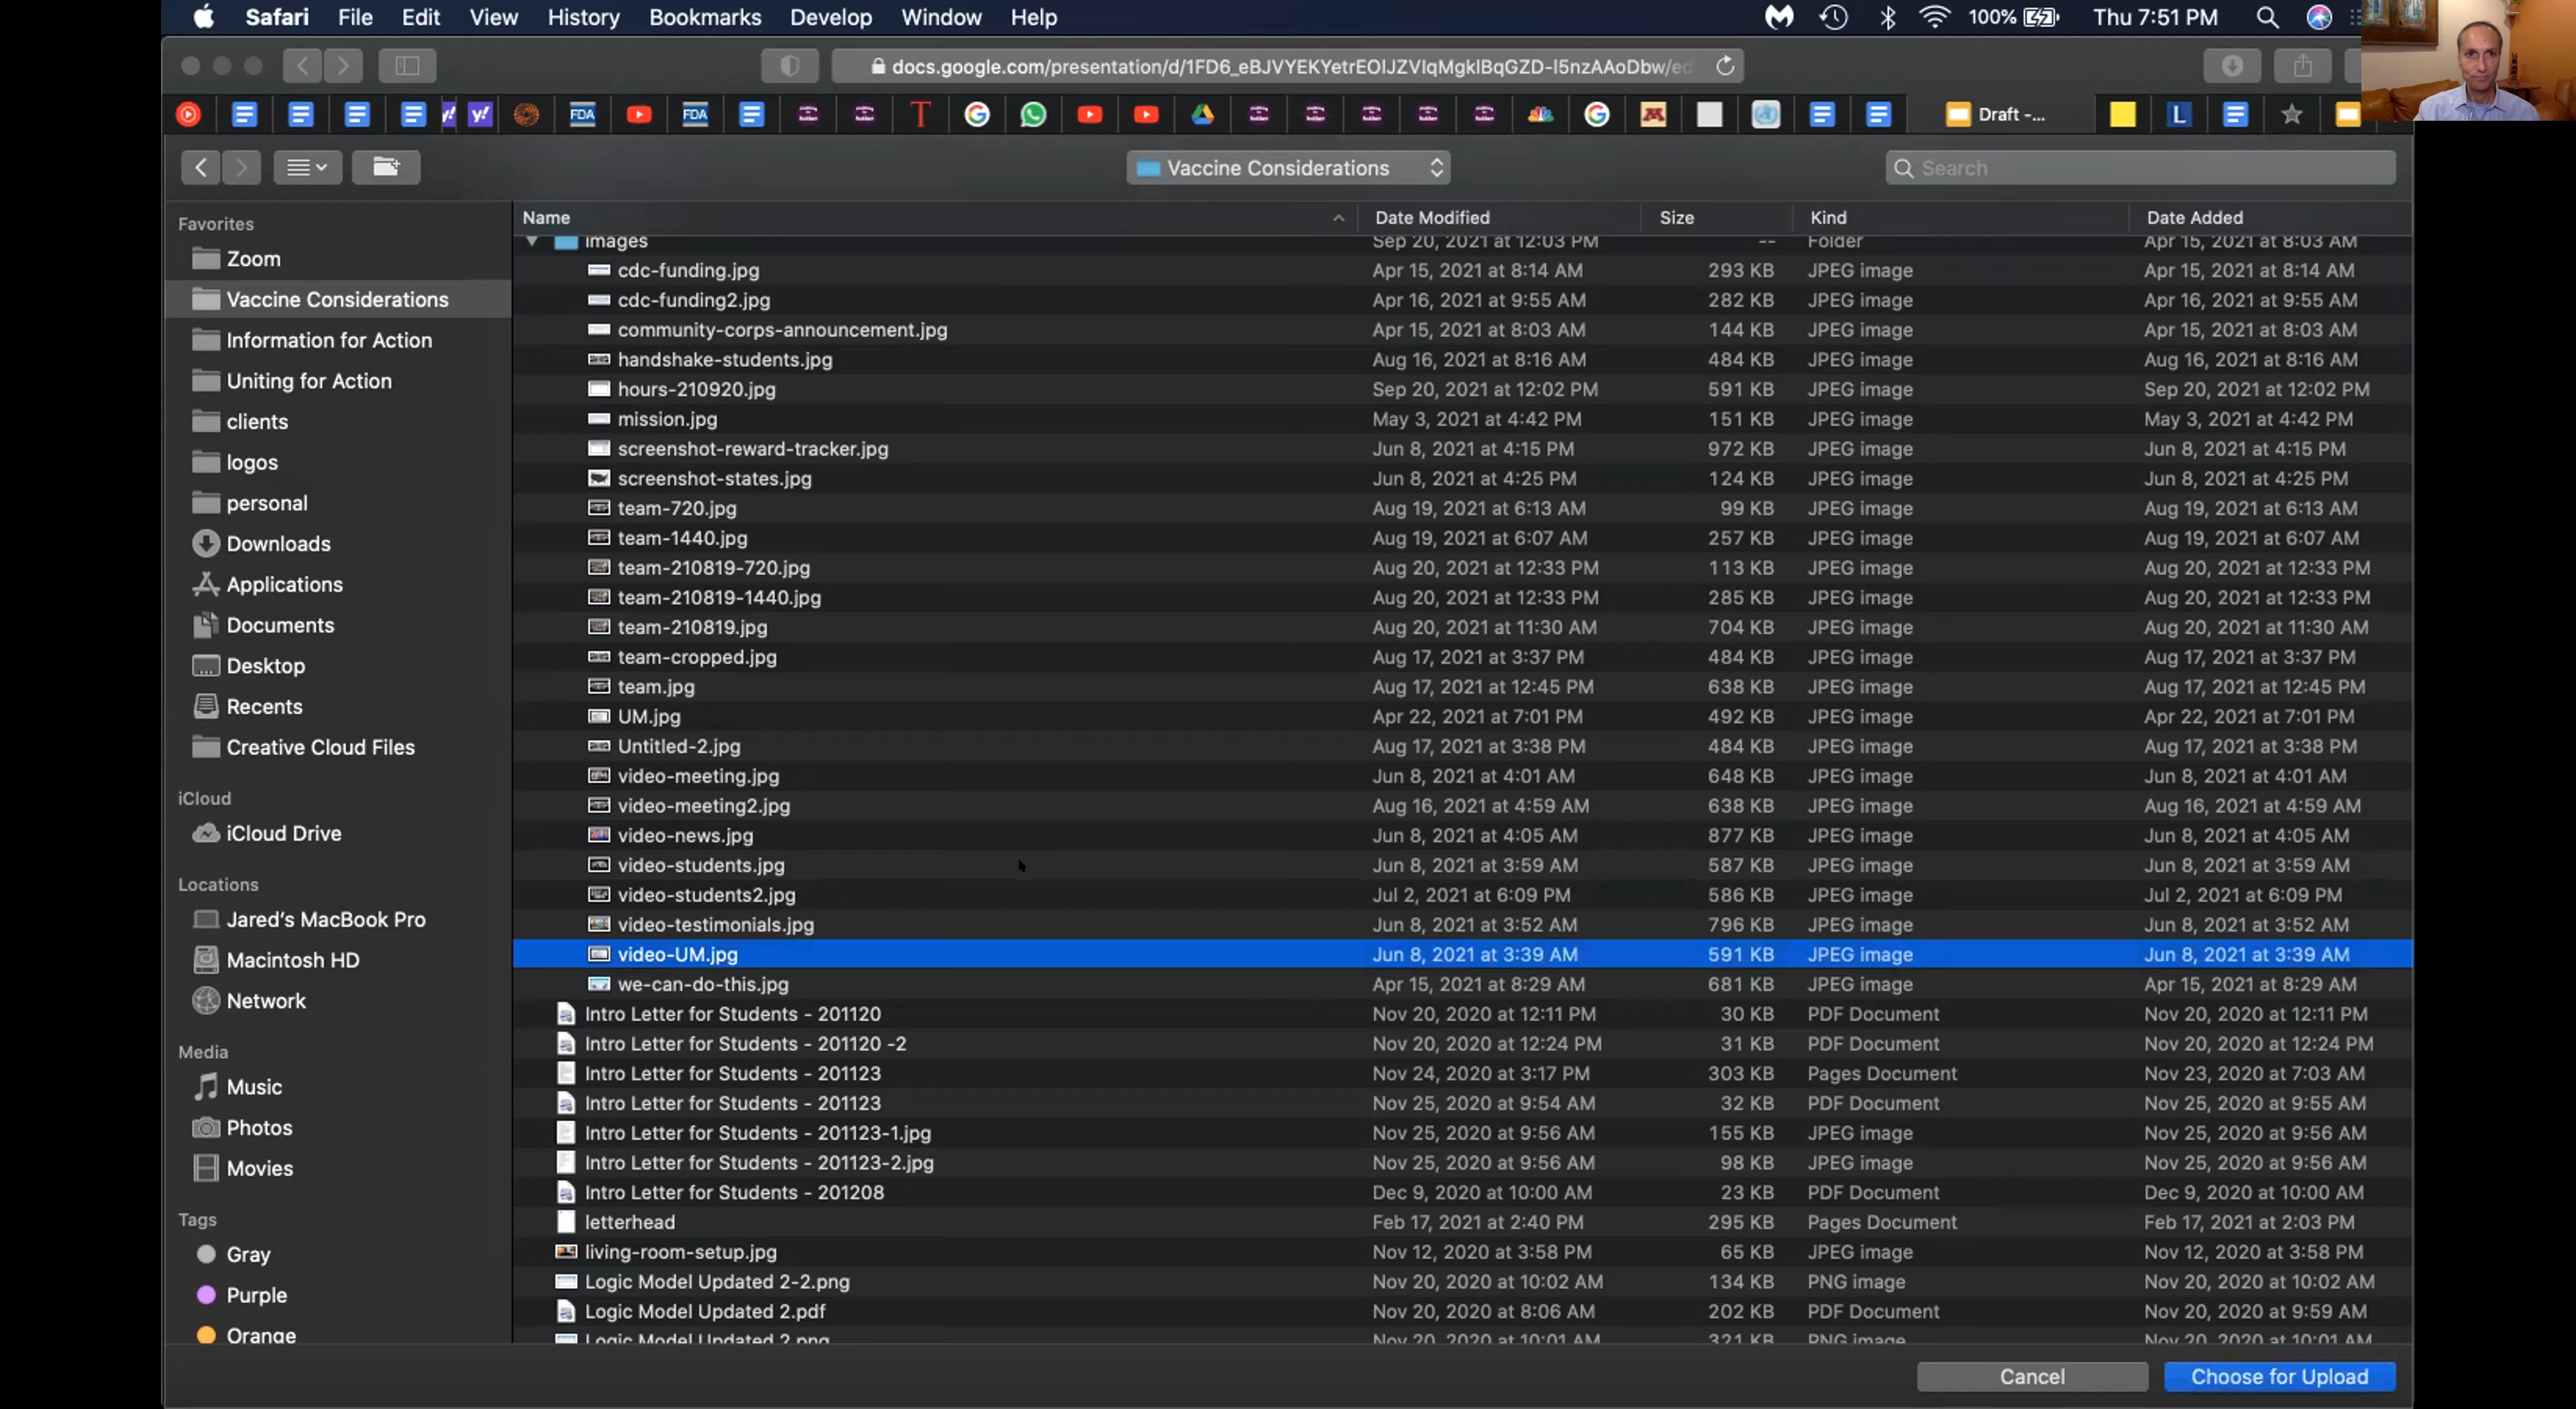 Safari File Edit View History Bookmarks Develop Window Help 100% Thu 7:51 PM
docs.google.com/presentation/d/1FD6_eBJVYEKYetrEOIJZVIqMgklBqGZD-I5nzAAoDbw/ed
y! y! FDA FDA T G G M Draft -... L
Vaccine Considerations Search
Name Date Modified Size Kind Date Added
Favorites
Zoom
Vaccine Considerations
Information for Action
Uniting for Action
clients
logos
personal
Downloads
Applications
Documents
Desktop
Recents
Creative Cloud Files
iCloud
iCloud Drive
Locations
Jared's MacBook Pro
Macintosh HD
Network
Media
Music
Photos
Movies
Tags
Gray
Purple
Orange
images Sep 20, 2021 at 12:03 PM -- Folder Apr 15, 2021 at 8:03 AM
cdc-funding.jpg Apr 15, 2021 at 8:14 AM 293 KB JPEG image Apr 15, 2021 at 8:14 AM
cdc-funding2.jpg Apr 16, 2021 at 9:55 AM 282 KB JPEG image Apr 16, 2021 at 9:55 AM
community-corps-announcement.jpg Apr 15, 2021 at 8:03 AM 144 KB JPEG image Apr 15, 2021 at 8:03 AM
handshake-students.jpg Aug 16, 2021 at 8:16 AM 484 KB JPEG image Aug 16, 2021 at 8:16 AM
hours-210920.jpg Sep 20, 2021 at 12:02 PM 591 KB JPEG image Sep 20, 2021 at 12:02 PM
mission.jpg May 3, 2021 at 4:42 PM 151 KB JPEG image May 3, 2021 at 4:42 PM
screenshot-reward-tracker.jpg Jun 8, 2021 at 4:15 PM 972 KB JPEG image Jun 8, 2021 at 4:15 PM
screenshot-states.jpg Jun 8, 2021 at 4:25 PM 124 KB JPEG image Jun 8, 2021 at 4:25 PM
team-720.jpg Aug 19, 2021 at 6:13 AM 99 KB JPEG image Aug 19, 2021 at 6:13 AM
team-1440.jpg Aug 19, 2021 at 6:07 AM 257 KB JPEG image Aug 19, 2021 at 6:07 AM
team-210819-720.jpg Aug 20, 2021 at 12:33 PM 113 KB JPEG image Aug 20, 2021 at 12:33 PM
team-210819-1440.jpg Aug 20, 2021 at 12:33 PM 285 KB JPEG image Aug 20, 2021 at 12:33 PM
team-210819.jpg Aug 20, 2021 at 11:30 AM 704 KB JPEG image Aug 20, 2021 at 11:30 AM
team-cropped.jpg Aug 17, 2021 at 3:37 PM 484 KB JPEG image Aug 17, 2021 at 3:37 PM
team.jpg Aug 17, 2021 at 12:45 PM 638 KB JPEG image Aug 17, 2021 at 12:45 PM
UM.jpg Apr 22, 2021 at 7:01 PM 492 KB JPEG image Apr 22, 2021 at 7:01 PM
Untitled-2.jpg Aug 17, 2021 at 3:38 PM 484 KB JPEG image Aug 17, 2021 at 3:38 PM
video-meeting.jpg Jun 8, 2021 at 4:01 AM 648 KB JPEG image Jun 8, 2021 at 4:01 AM
video-meeting2.jpg Aug 16, 2021 at 4:59 AM 638 KB JPEG image Aug 16, 2021 at 4:59 AM
video-news.jpg Jun 8, 2021 at 4:05 AM 877 KB JPEG image Jun 8, 2021 at 4:05 AM
video-students.jpg Jun 8, 2021 at 3:59 AM 587 KB JPEG image Jun 8, 2021 at 3:59 AM
video-students2.jpg Jul 2, 2021 at 6:09 PM 586 KB JPEG image Jul 2, 2021 at 6:09 PM
video-testimonials.jpg Jun 8, 2021 at 3:52 AM 796 KB JPEG image Jun 8, 2021 at 3:52 AM
video-UM.jpg Jun 8, 2021 at 3:39 AM 591 KB JPEG image Jun 8, 2021 at 3:39 AM
we-can-do-this.jpg Apr 15, 2021 at 8:29 AM 681 KB JPEG image Apr 15, 2021 at 8:29 AM
Intro Letter for Students - 201120 Nov 20, 2020 at 12:11 PM 30 KB PDF Document Nov 20, 2020 at 12:11 PM
Intro Letter for Students - 201120 -2 Nov 20, 2020 at 12:24 PM 31 KB PDF Document Nov 20, 2020 at 12:24 PM
Intro Letter for Students - 201123 Nov 24, 2020 at 3:17 PM 303 KB Pages Document Nov 23, 2020 at 7:03 AM
Intro Letter for Students - 201123 Nov 25, 2020 at 9:54 AM 32 KB PDF Document Nov 25, 2020 at 9:55 AM
Intro Letter for Students - 201123-1.jpg Nov 25, 2020 at 9:56 AM 155 KB JPEG image Nov 25, 2020 at 9:56 AM
Intro Letter for Students - 201123-2.jpg Nov 25, 2020 at 9:56 AM 98 KB JPEG image Nov 25, 2020 at 9:56 AM
Intro Letter for Students - 201208 Dec 9, 2020 at 10:00 AM 23 KB PDF Document Dec 9, 2020 at 10:00 AM
letterhead Feb 17, 2021 at 2:40 PM 295 KB Pages Document Feb 17, 2021 at 2:03 PM
living-room-setup.jpg Nov 12, 2020 at 3:58 PM 65 KB JPEG image Nov 12, 2020 at 3:58 PM
Logic Model Updated 2-2.png Nov 20, 2020 at 10:02 AM 134 KB PNG image Nov 20, 2020 at 10:02 AM
Logic Model Updated 2.pdf Nov 20, 2020 at 8:06 AM 202 KB PDF Document Nov 20, 2020 at 9:59 AM
Logic Model Updated 2.png Nov 20, 2020 at 10:01 AM 321 KB PNG image Nov 20, 2020 at 10:01 AM
Cancel Choose for Upload